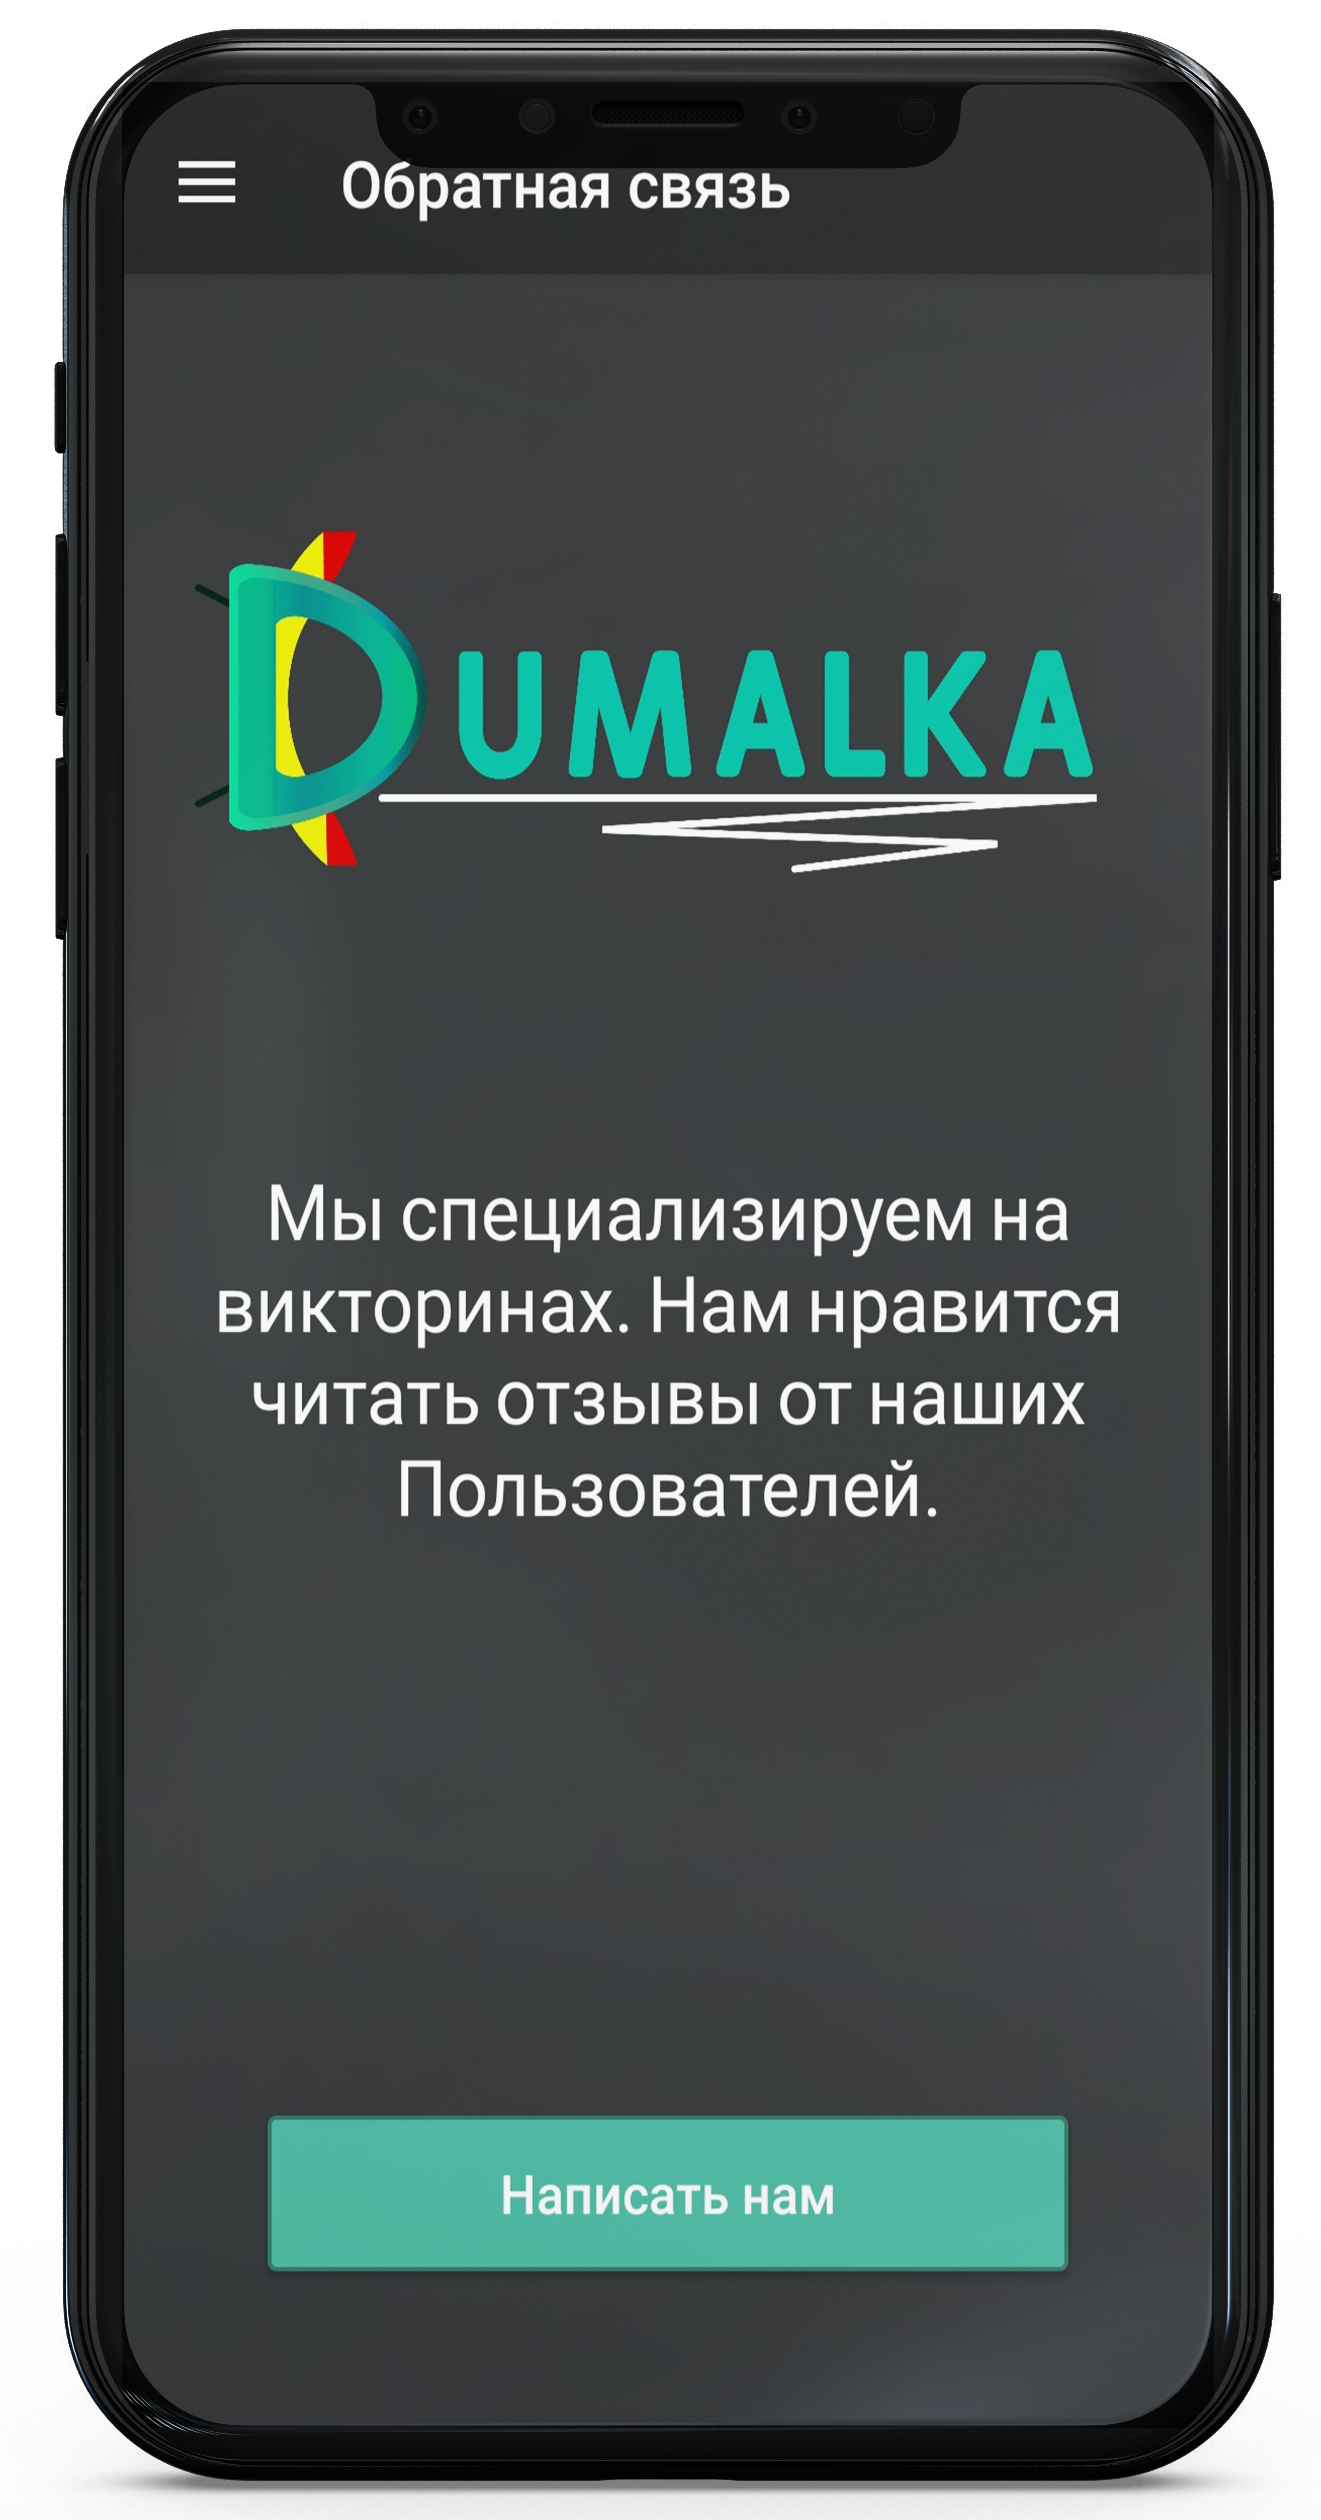 Обратная связь
DUMALKA
Мы специализируем на
викторинах. Нам нравится
читать отзывы от наших
Пользователей.
Написать нам